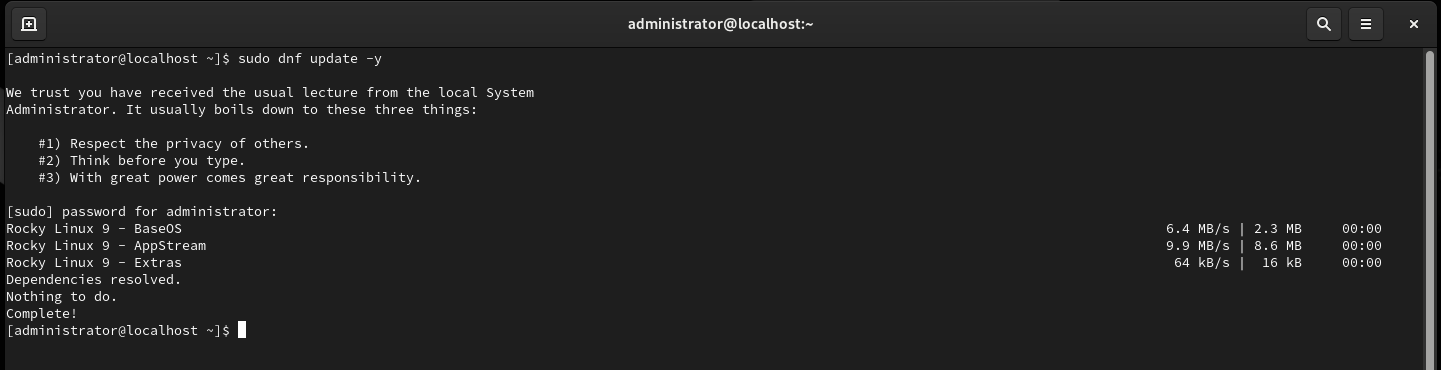 administrator@localhost:~
[administrator@localhost ~]$ sudo dnf update -y
We trust you have received the usual lecture from the local System
Administrator. It usually boils down to these three things:
#1) Respect the privacy of others.
#2) Think before you type.
#3) With great power comes great responsibility.
[sudo] password for administrator:
Rocky Linux 9 - BaseOS 6.4 MB/s | 2.3 MB 00:00
Rocky Linux 9 - AppStream 9.9 MB/s | 8.6 MB 00:00
Rocky Linux 9 - Extras 64 kB/s | 16 kB 00:00
Dependencies resolved.
Nothing to do.
Complete!
[administrator@localhost ~]$